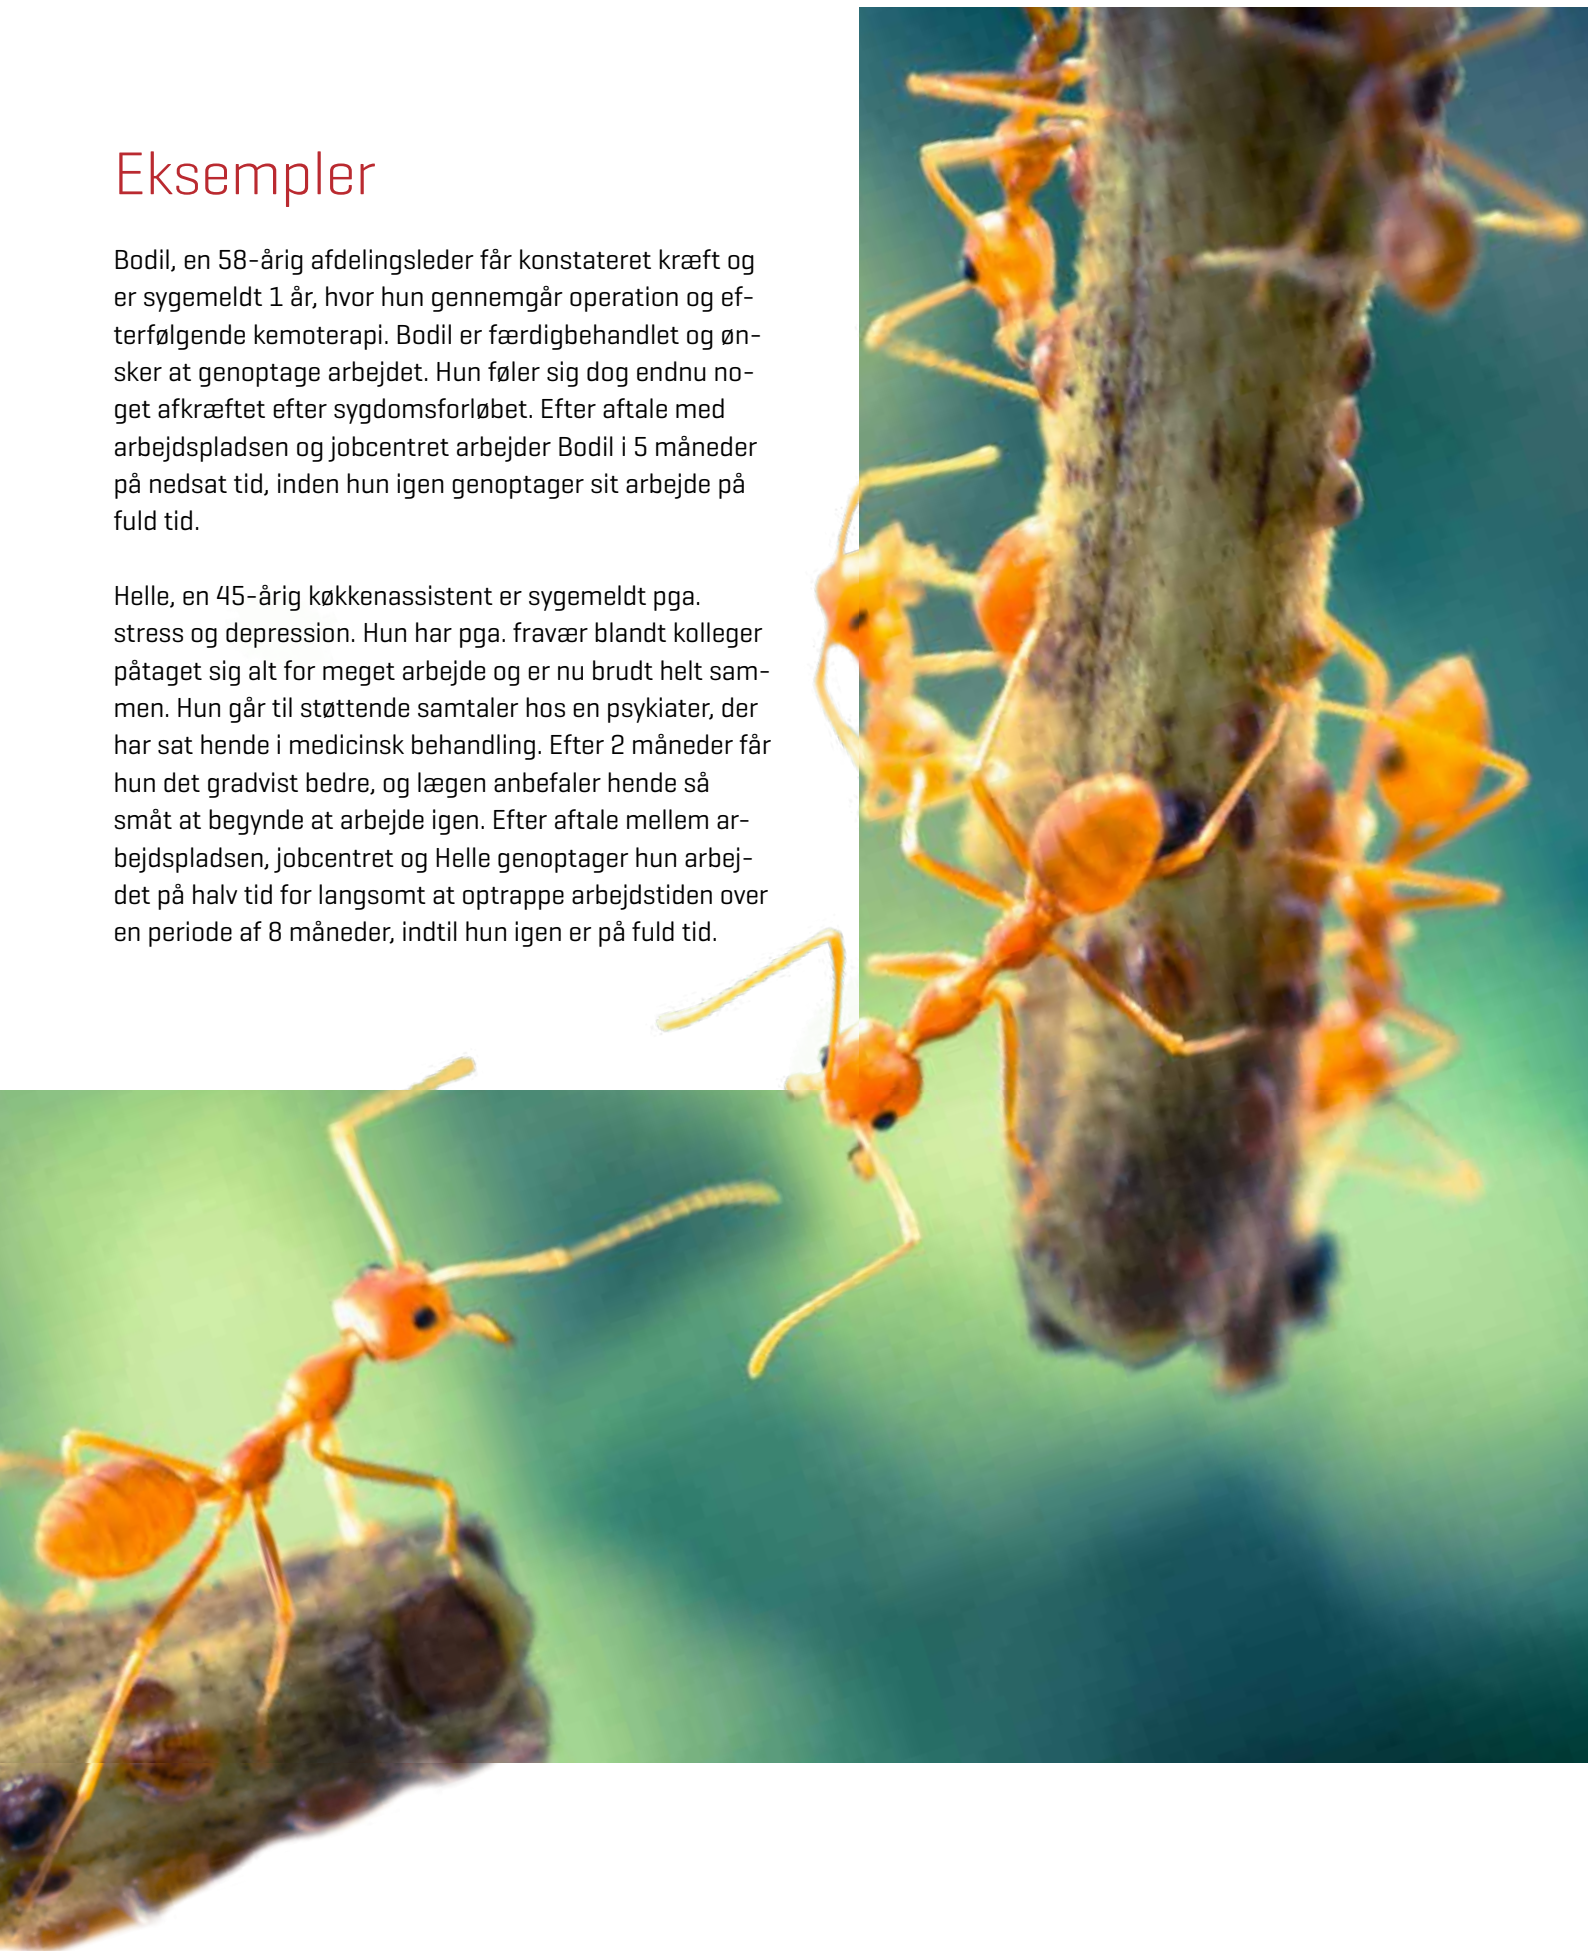 Eksempler
Bodil, en 58-årig afdelingsleder får konstateret kræft og
er sygemeldt 1 år, hvor hun gennemgår operation og ef-
terfølgende kemoterapi. Bodil er færdigbehandlet og øn-
sker at genoptage arbejdet. Hun føler sig dog endnu no-
get afkræftet efter sygdomsforløbet. Efter aftale med
arbejdspladsen og jobcentret arbejder Bodil i 5 måneder
på nedsat tid, inden hun igen genoptager sit arbejde på
fuld tid.
Helle, en 45-årig køkkenassistent er sygemeldt pga.
stress og depression. Hun har pga. fravær blandt kolleger
påtaget sig alt for meget arbejde og er nu brudt helt sam-
men. Hun går til støttende samtaler hos en psykiater, der
har sat hende i medicinsk behandling. Efter 2 måneder får
hun det gradvist bedre, og lægen anbefaler hende så
småt at begynde at arbejde igen. Efter aftale mellem ar-
bejdspladsen, jobcentret og Helle genoptager hun arbej-
det på halv tid for langsomt at optrappe arbejdstiden over
en periode af 8 måneder, indtil hun igen er på fuld tid.